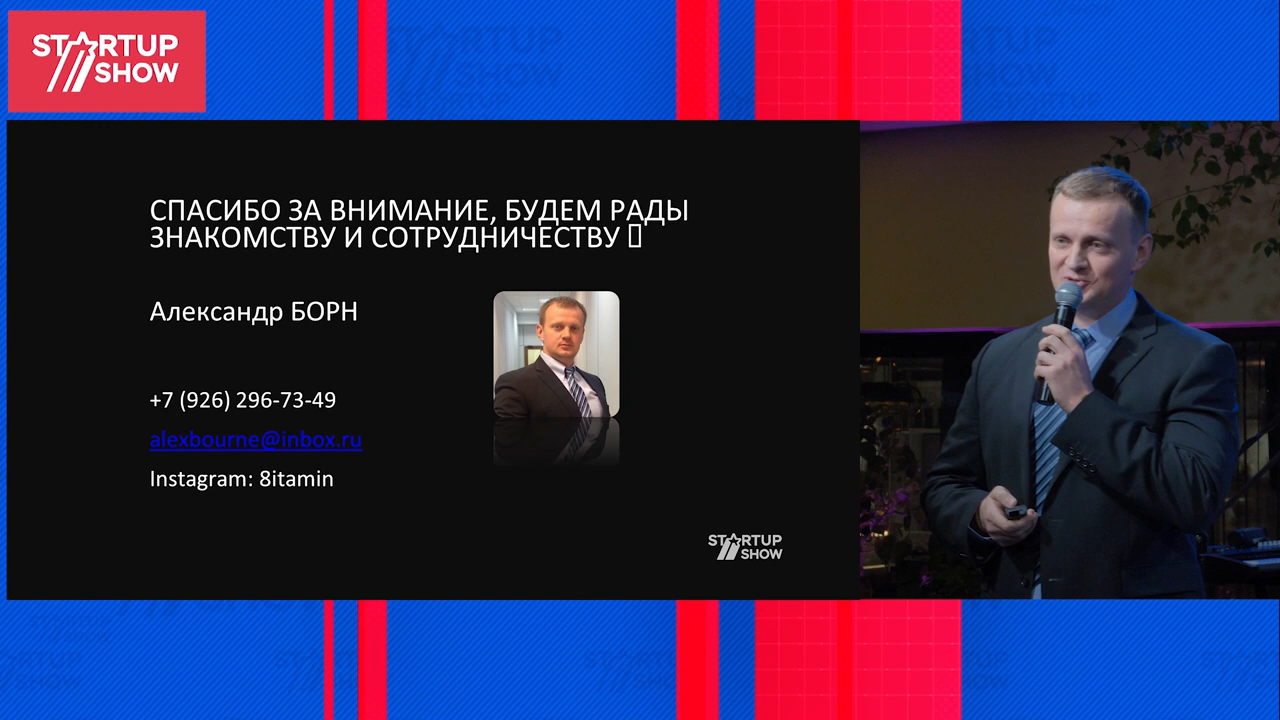 STARTUP
SHOW
СПАСИБО ЗА ВНИМАНИЕ, БУДЕМ РАДЫ
ЗНАКОМСТВУ И СОТРУДНИЧЕСТВУ
Александр БОРН
+7 (926) 296-73-49
alexbourne@inbox.ru
Instagram: 8itamin
STARTUP
SHOW